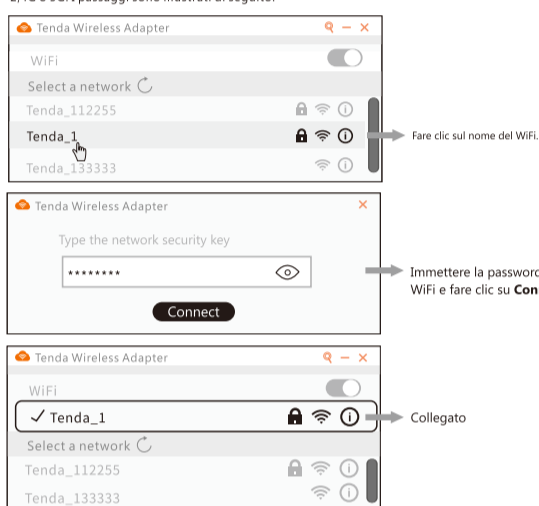 Tenda Wireless Adapter
WiFi
Select a network
Tenda_112255
Tenda_1
Tenda_133333
Fare clic sul nome del WiFi.
Tenda Wireless Adapter
Type the network security key
********
Connect
Immettere la password
WiFi e fare clic su Con
Tenda Wireless Adapter
WiFi
Tenda_1
Collegato
Select a network
Tenda_112255
Tenda_133333